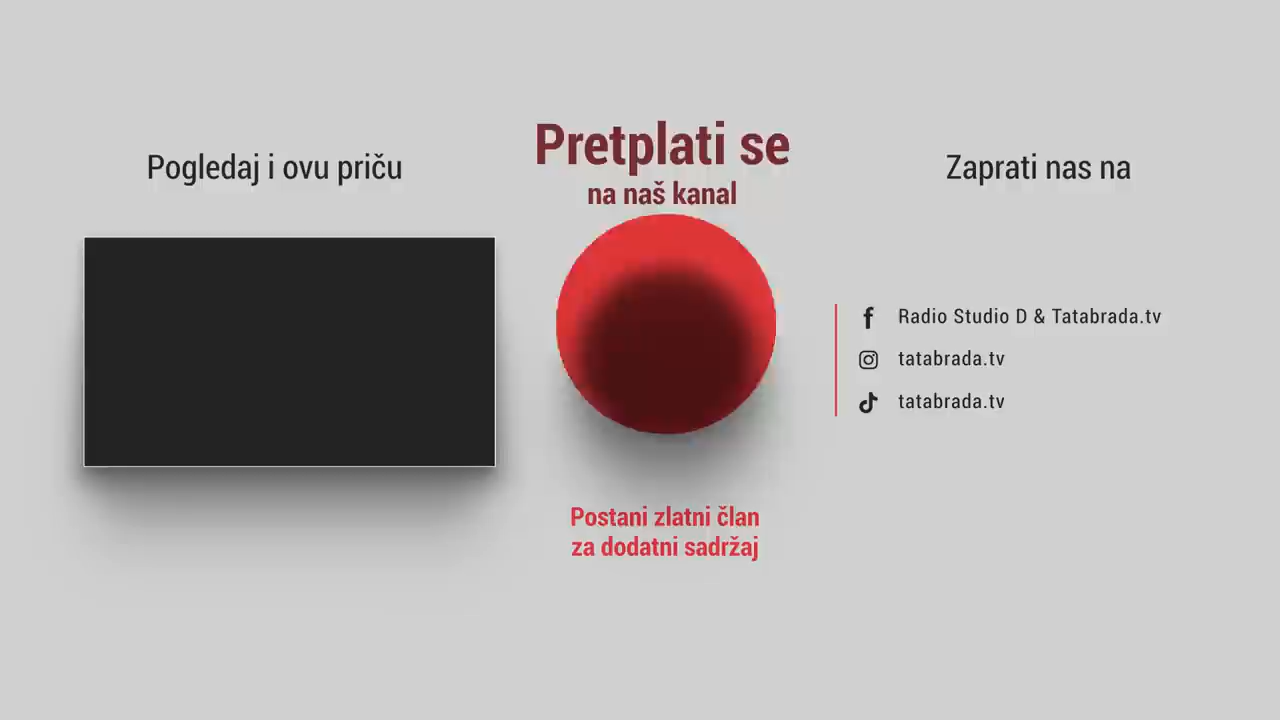 Pogledaj i ovu priču
Pretplati se
na naš kanal
Postani zlatni član
za dodatni sadržaj
Zaprati nas na
Radio Studio D & Tatabrada.tv
tatabrada.tv
tatabrada.tv